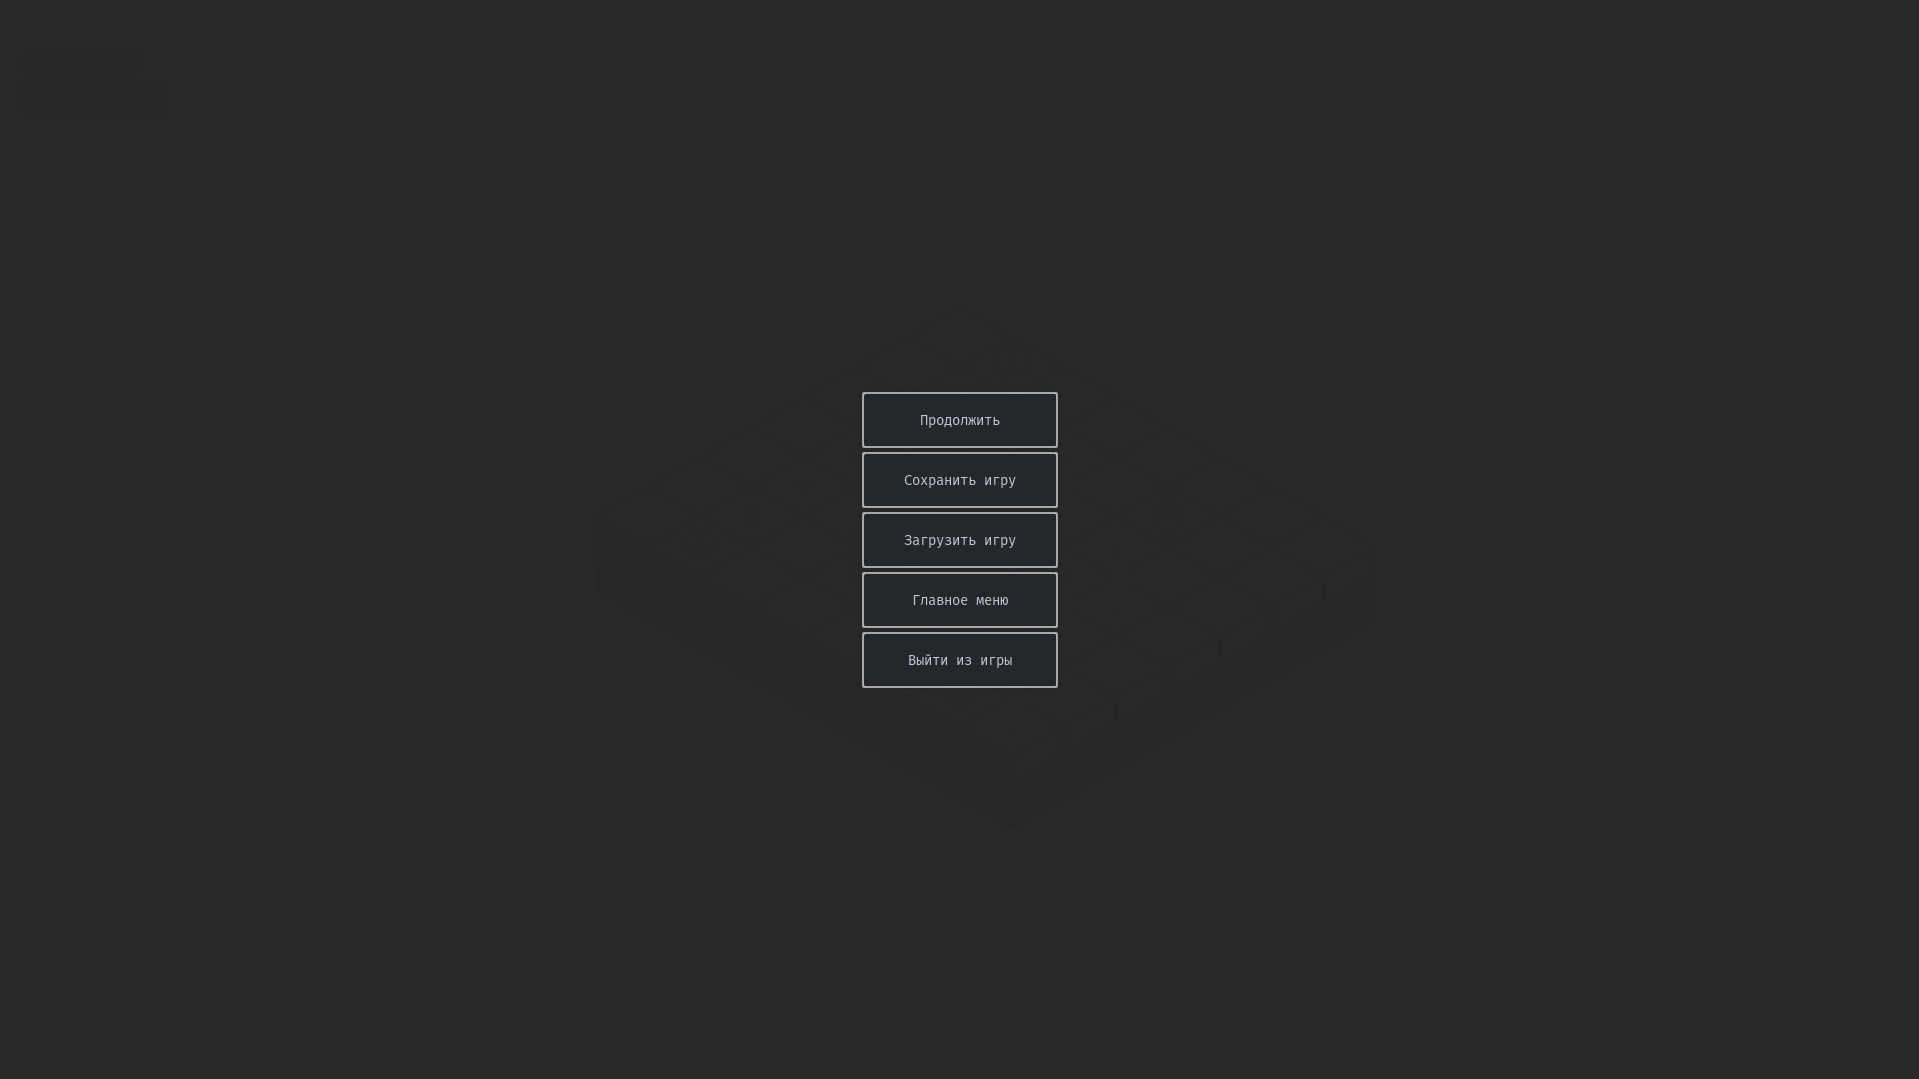 Продолжить
Сохранить игру
Загрузить игру
Главное меню
Выйти из игры